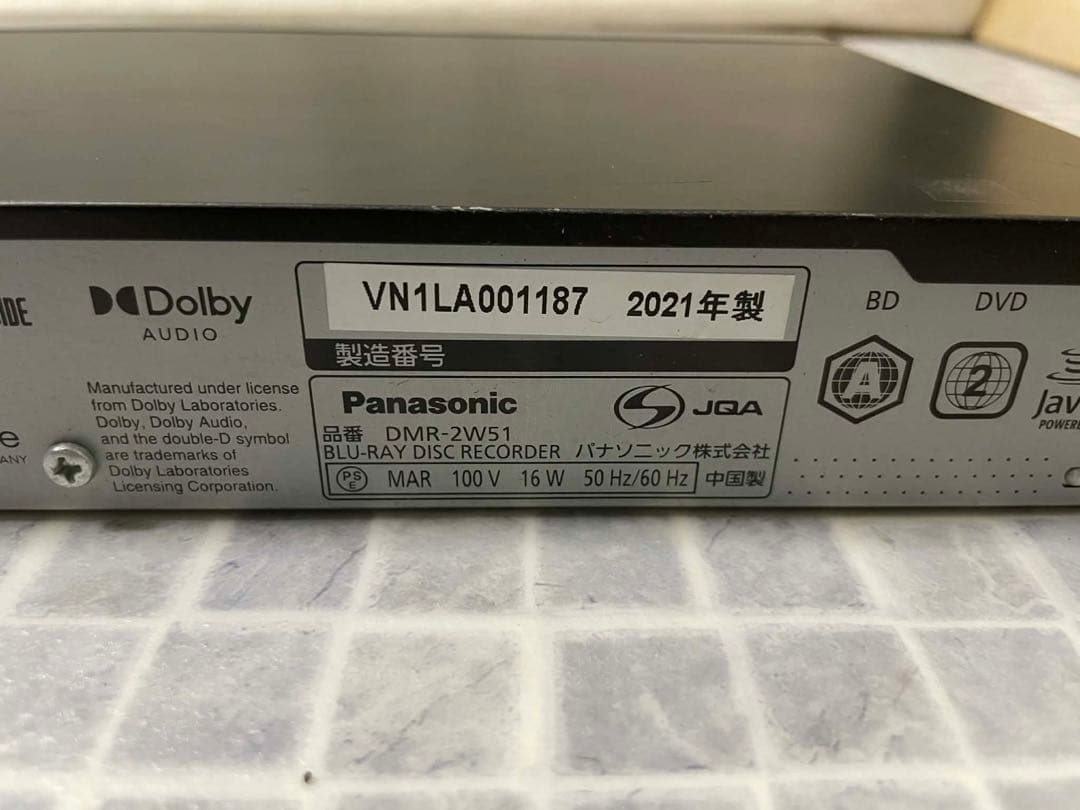 Dolby
AUDIO
Manufactured under license
from Dolby Laboratories.
Dolby, Dolby Audio,
and the double-D symbol
are trademarks of
Dolby Laboratories
Licensing Corporation.
VN1LA001187 2021年製
製造番号
Panasonic JQA
品番 DMR-2W51
BLU-RAY DISC RECORDER パナソニック株式会社
PSE MAR 100 V 16 W 50 Hz/60 Hz 中国製
BD DVD
A 2
Jav
POWERE